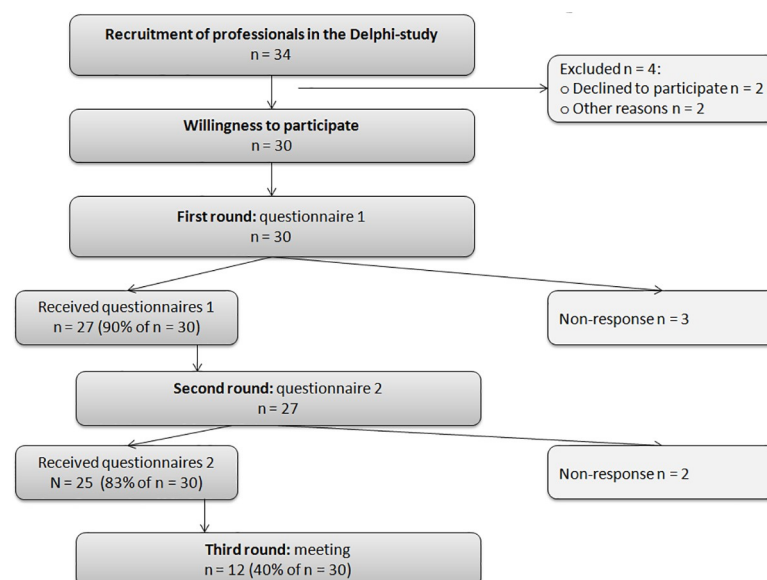 Recruitment of professionals in the Delphi-study
n = 34
Excluded n = 4:
o Declined to participate n = 2
o Other reasons n = 2
Willingness to participate
n = 30
First round: questionnaire 1
n = 30
Received questionnaires 1
n = 27 (90% of n = 30)
Non-response n = 3
Second round: questionnaire 2
n = 27
Received questionnaires 2
N = 25 (83% of n = 30)
Non-response n = 2
Third round: meeting
n = 12 (40% of n = 30)